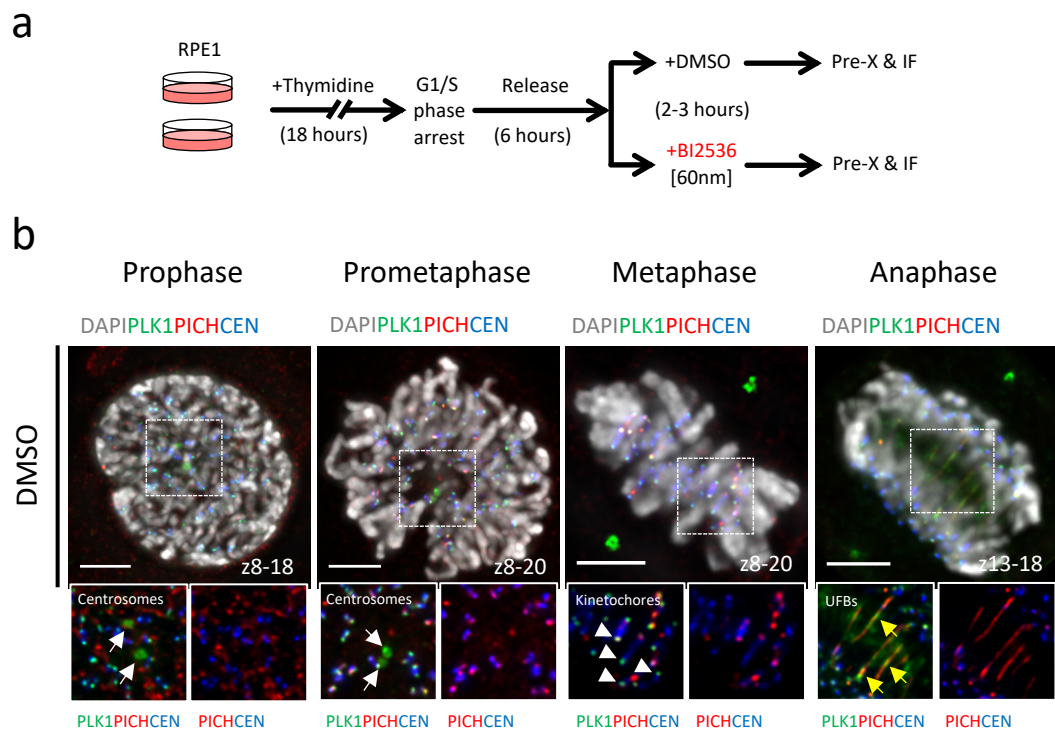 a
RPE1
+Thymidine
(18 hours)
G1/S
phase
arrest
Release
(6 hours)
+DMSO
(2-3 hours)
+BI2536
[60nm]
Pre-X & IF
Pre-X & IF
b
Prophase Prometaphase Metaphase Anaphase
DAPIPLK1PICHCEN DAPIPLK1PICHCEN DAPIPLK1PICHCEN DAPIPLK1PICHCEN
DMSO
z8-18 z8-20 z8-20 z13-18
Centrosomes Centrosomes Kinetochores UFBs
PLK1PICHCEN PICHCEN PLK1PICHCEN PICHCEN PLK1PICHCEN PICHCEN PLK1PICHCEN PICHCEN